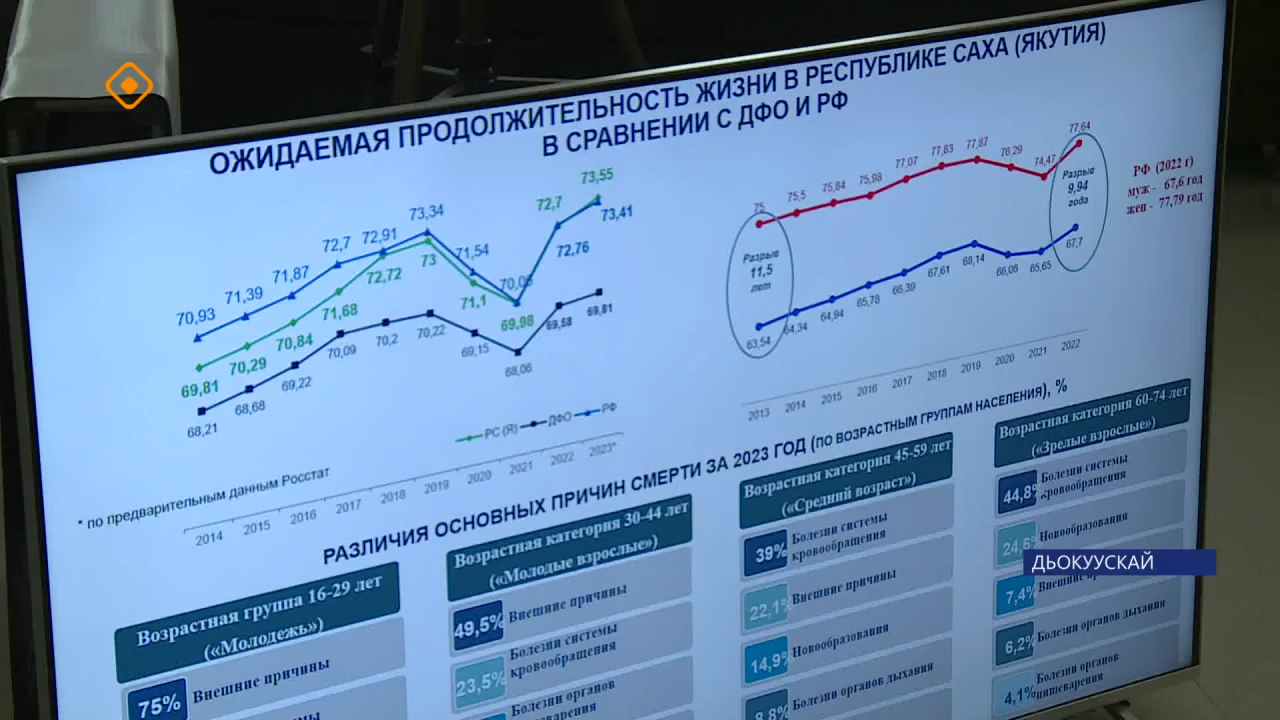 ОЖИДАЕМАЯ ПРОДОЛЖИТЕЛЬНОСТЬ ЖИЗНИ В РЕСПУБЛИКЕ САХА (ЯКУТИЯ)
В СРАВНЕНИИ С ДФО И РФ
70,93 71,39 71,87 72,7 72,91 73,34 71,54 72,76 73,41
69,81 70,29 70,84 71,68 72,72 73 71,1 69,98 72,7 73,55
68,21 68,68 69,22 70,09 70,2 70,22 69,15 68,06 69,58 69,81
РС (Я) ДФО РФ
2014 2015 2016 2017 2018 2019 2020 2021 2022 2023*
* по предварительным данным Росстат
75 75,5 75,84 75,98 77,07 77,83 77,87 76,29 74,47 77,64
Разрыв
11,5
лет
Разрыв
9,94
года
РФ (2022 г)
муж - 67,6 год
жен - 77,79 год
63,54 64,34 64,94 65,78 66,39 67,61 68,14 66,06 65,65 67,7
2013 2014 2015 2016 2017 2018 2019 2020 2021 2022
РАЗЛИЧИЯ ОСНОВНЫХ ПРИЧИН СМЕРТИ ЗА 2023 ГОД (ПО ВОЗРАСТНЫМ ГРУППАМ НАСЕЛЕНИЯ), %
Возрастная группа 16-29 лет
(«Молодежь»)
75% Внешние причины
Возрастная категория 30-44 лет
(«Молодые взрослые»)
49,5% Внешние причины
23,5% Болезни системы
кровообращения
Болезни органов
Возрастная категория 45-59 лет
(«Средний возраст»)
39% Болезни системы
кровообращения
22,1% Внешние причины
14,9% Новообразования
8,8% Болезни органов дыхания
Возрастная категория 60-74 лет
(«Зрелые взрослые»)
44,8% Болезни системы
кровообращения
24,6% Новообразования
7,4% Внешние
6,2% Болезни органов дыхания
4,1% Болезни органов
пищеварения
ДЬОКУУСКАЙ